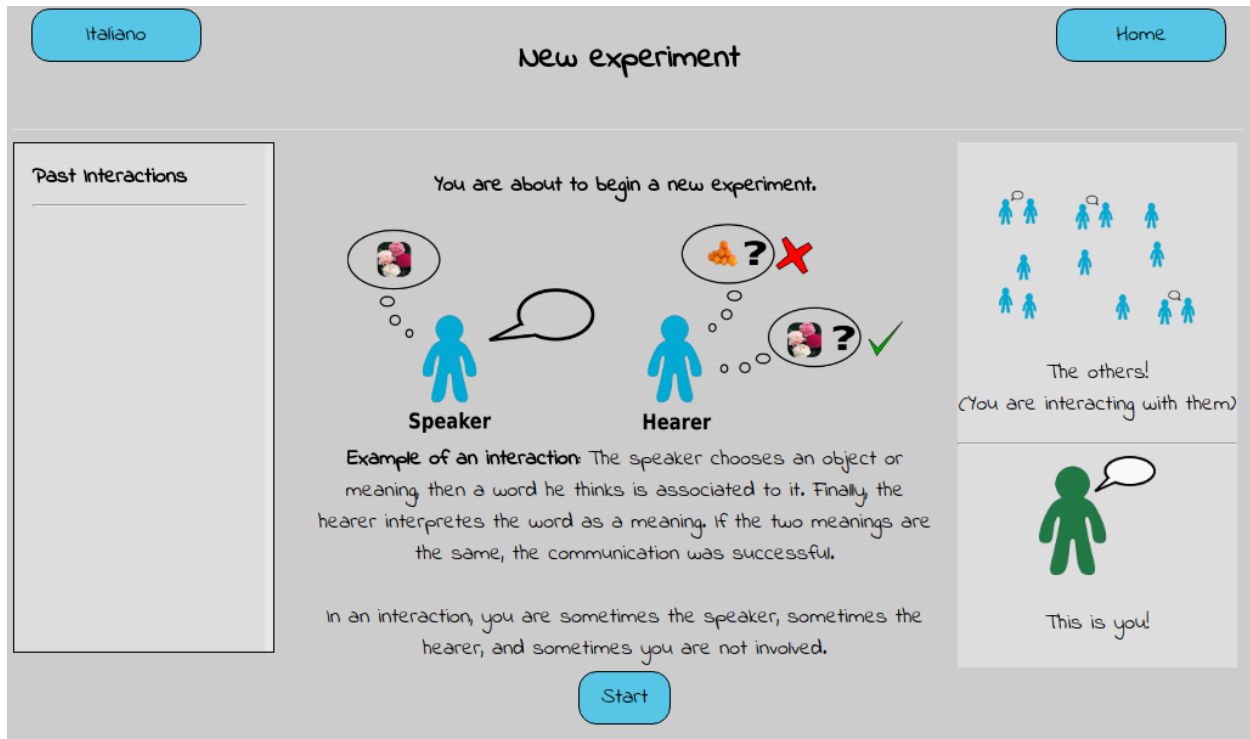 Italiano
New experiment
Home
Past Interactions
You are about to begin a new experiment.
?
?
Speaker
Hearer
Example of an interaction: The speaker chooses an object or
meaning, then a word he thinks is associated to it. Finally, the
hearer interpretes the word as a meaning. If the two meanings are
the same, the communication was successful.
In an interaction, you are sometimes the speaker, sometimes the
hearer, and sometimes you are not involved.
Start
The others!
(You are interacting with them)
This is you!